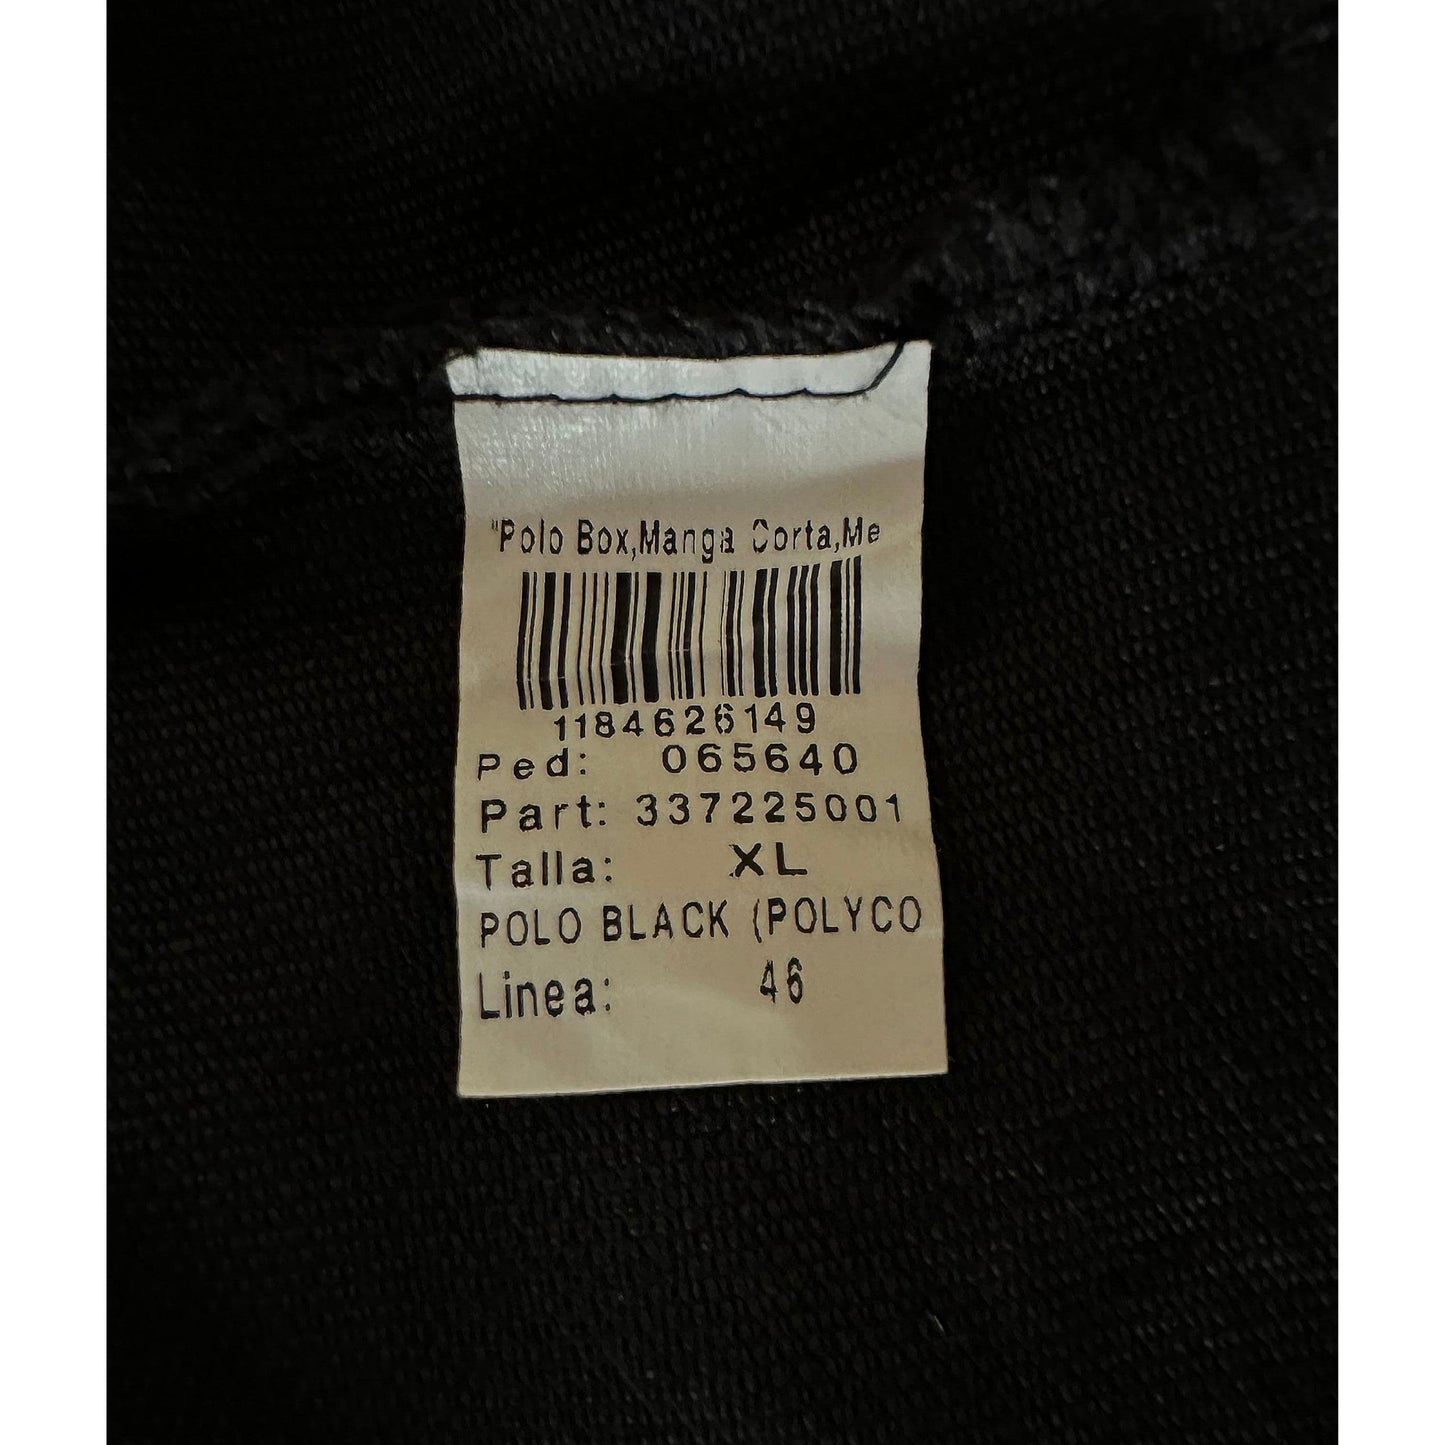 "Polo Box,Manga Corta,Me
1184626149
Ped: 065640
Part: 337225001
Talla: XL
POLO BLACK (POLYCO
Linea: 46